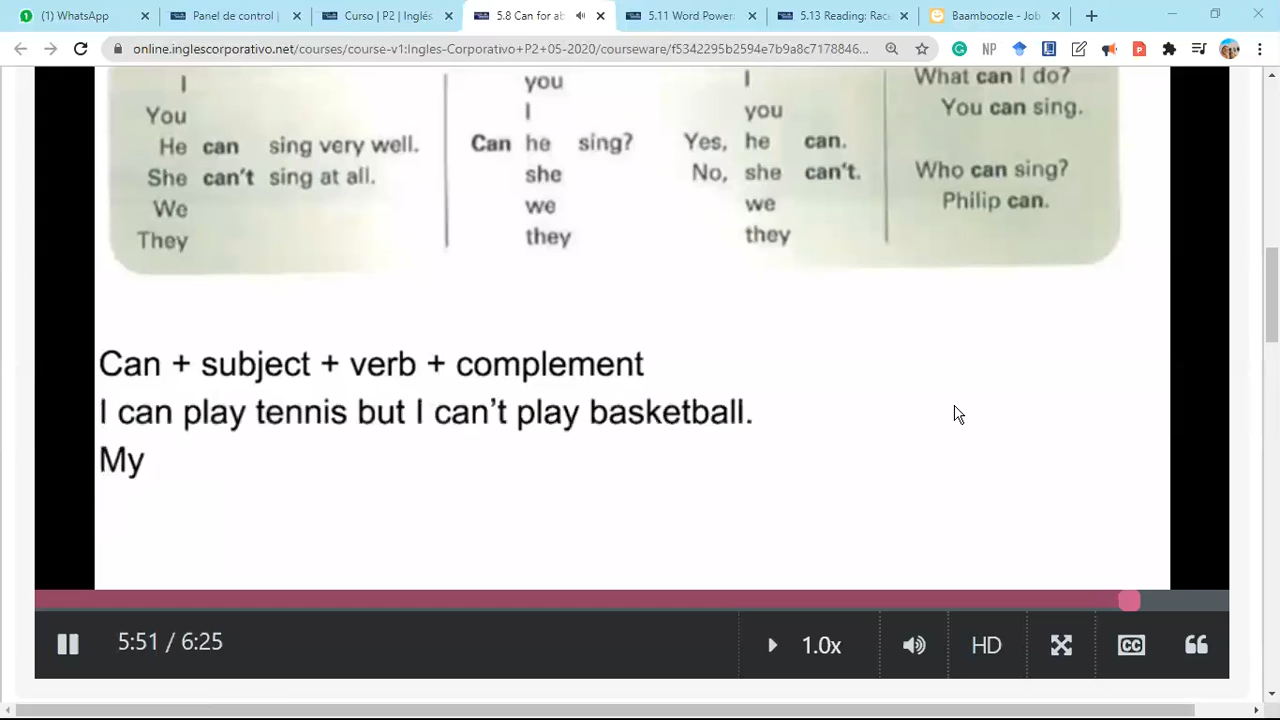 (1) WhatsApp
Panel de control |
Curso | P2 | Inglés
5.8 Can for ab
5.11 Word Power
5.13 Reading: Race
Baamboozle - Job
online.inglescorporativo.net/courses/course-v1:Ingles-Corporativo+P2+05-2020/courseware/f5342295b2594e7b9a8c7178846...
I
You
He can sing very well.
She can't sing at all.
We
They
you
I
Can he sing?
she
we
they
I
you
Yes, he can.
No, she can't.
we
they
What can I do?
You can sing.
Who can sing?
Philip can.
Can + subject + verb + complement
I can play tennis but I can't play basketball.
My
5:51 / 6:25
1.0x
HD
CC